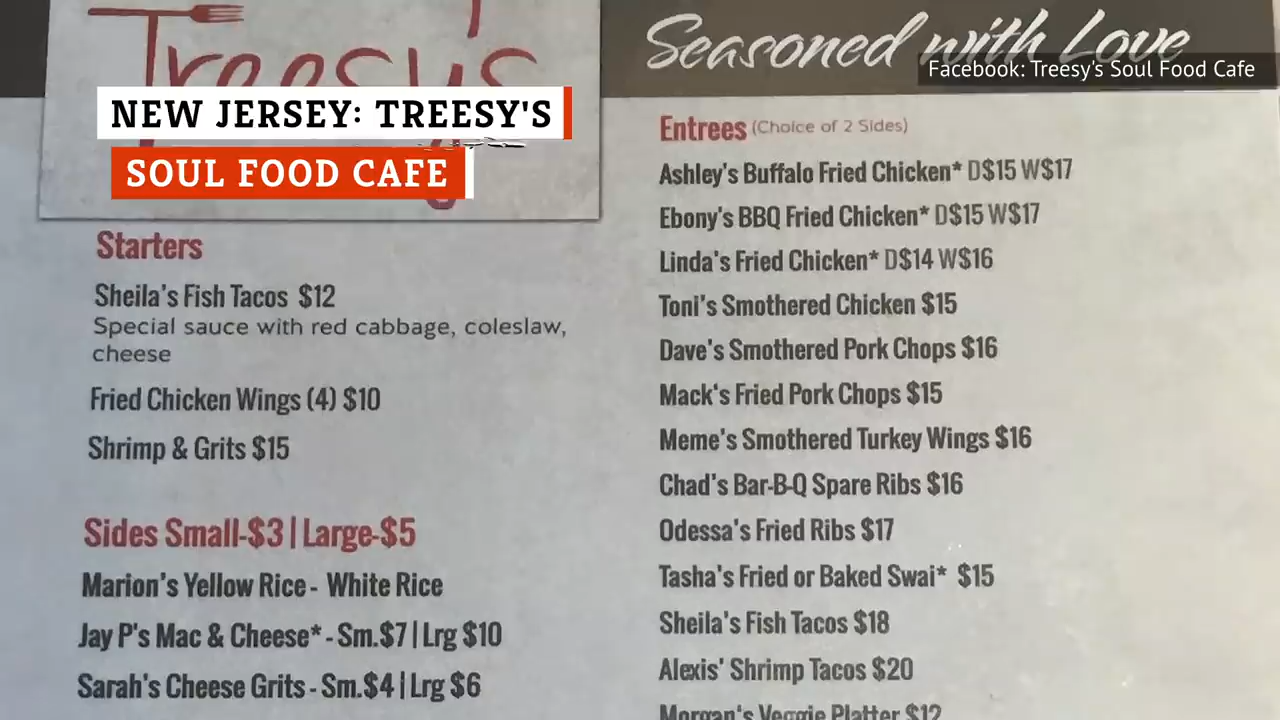 Treesy's
Seasoned with Love
Facebook: Treesy's Soul Food Cafe
NEW JERSEY: TREESY'S
SOUL FOOD CAFE
Starters
Sheila's Fish Tacos $12
Special sauce with red cabbage, coleslaw,
cheese
Fried Chicken Wings (4) $10
Shrimp & Grits $15
Sides Small-$3 | Large-$5
Marion's Yellow Rice - White Rice
Jay P's Mac & Cheese* - Sm.$7 | Lrg $10
Sarah's Cheese Grits - Sm.$4 | Lrg $6
Entrees (Choice of 2 Sides)
Ashley's Buffalo Fried Chicken* D$15 W$17
Ebony's BBQ Fried Chicken* D$15 W$17
Linda's Fried Chicken* D$14 W$16
Toni's Smothered Chicken $15
Dave's Smothered Pork Chops $16
Mack's Fried Pork Chops $15
Meme's Smothered Turkey Wings $16
Chad's Bar-B-Q Spare Ribs $16
Odessa's Fried Ribs $17
Tasha's Fried or Baked Swai* $15
Sheila's Fish Tacos $18
Alexis' Shrimp Tacos $20
Morgan's Veggie Platter $12